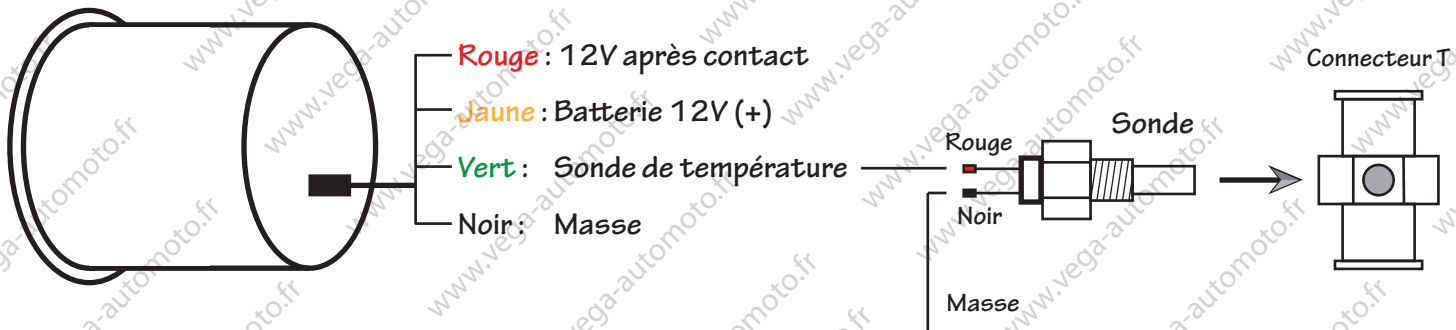 Rouge : 12V après contact
Jaune : Batterie 12V (+)
Vert : Sonde de température
Noir : Masse
Rouge
Noir
Sonde
Masse
Connecteur T
www.vega-automoto.fr